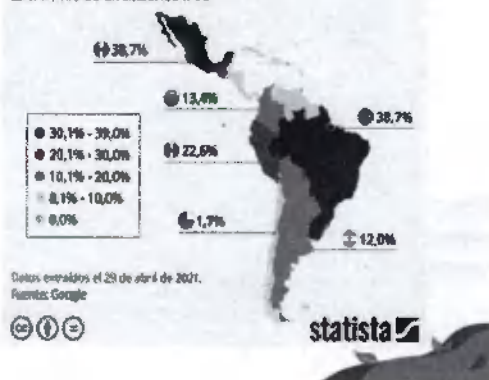 38,7%
13,4%
38,7%
30,1% - 39,0%
20,1% - 30,0%
10,1% - 20,0%
0,1% - 10,0%
0,0%
22,6%
1,7%
12,0%
Datos extraídos el 29 de abril de 2021.
Fuente: Google
statista